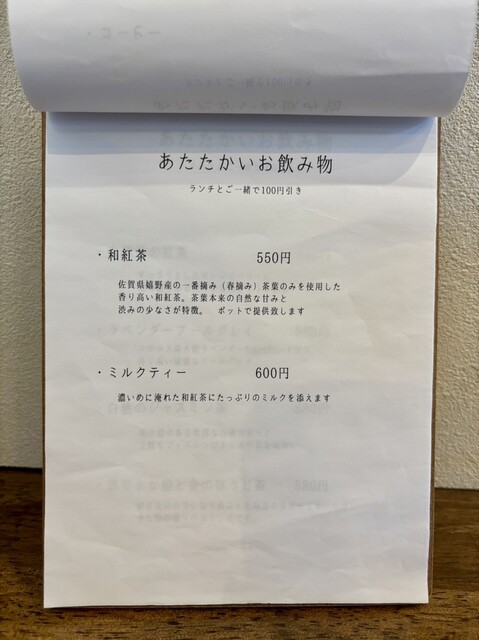 あたたかいお飲み物
ランチとご一緒で100円引き
・和紅茶 550円
佐賀県嬉野産の一番摘み（春摘み）茶葉のみを使用した
香り高い和紅茶。茶葉本来の自然な甘みと
渋みの少なさが特徴。 ポットで提供致します
・ミルクティー 600円
濃いめに淹れた和紅茶にたっぷりのミルクを添えます